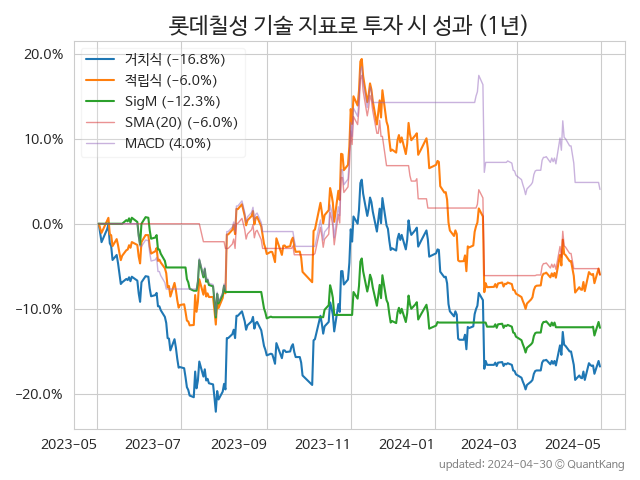 롯데칠성 기술 지표로 투자 시 성과 (1년)
거치식 (−16.8%)
적립식 (−6.0%)
SigM (−12.3%)
SMA(20) (−6.0%)
MACD (4.0%)
20.0%
10.0%
0.0%
−10.0%
−20.0%
2023−05 2023−07 2023−09 2023−11 2024−01 2024−03 2024−05
updated: 2024−04−30 © QuantKang